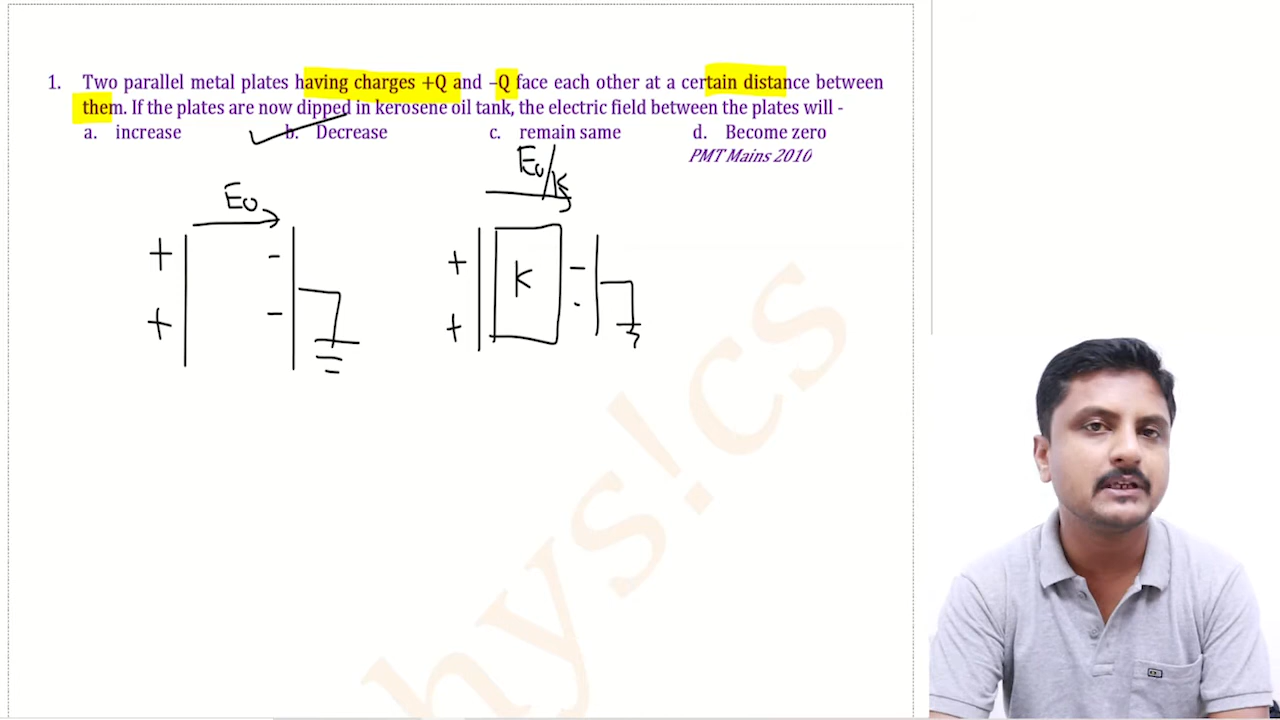 1. Two parallel metal plates having charges +Q and –Q face each other at a certain distance between
them. If the plates are now dipped in kerosene oil tank, the electric field between the plates will -
a. increase b. Decrease c. remain same d. Become zero
PMT Mains 2010
E₀/K
E₀
+ - + K -
+ - + -
hys!cs